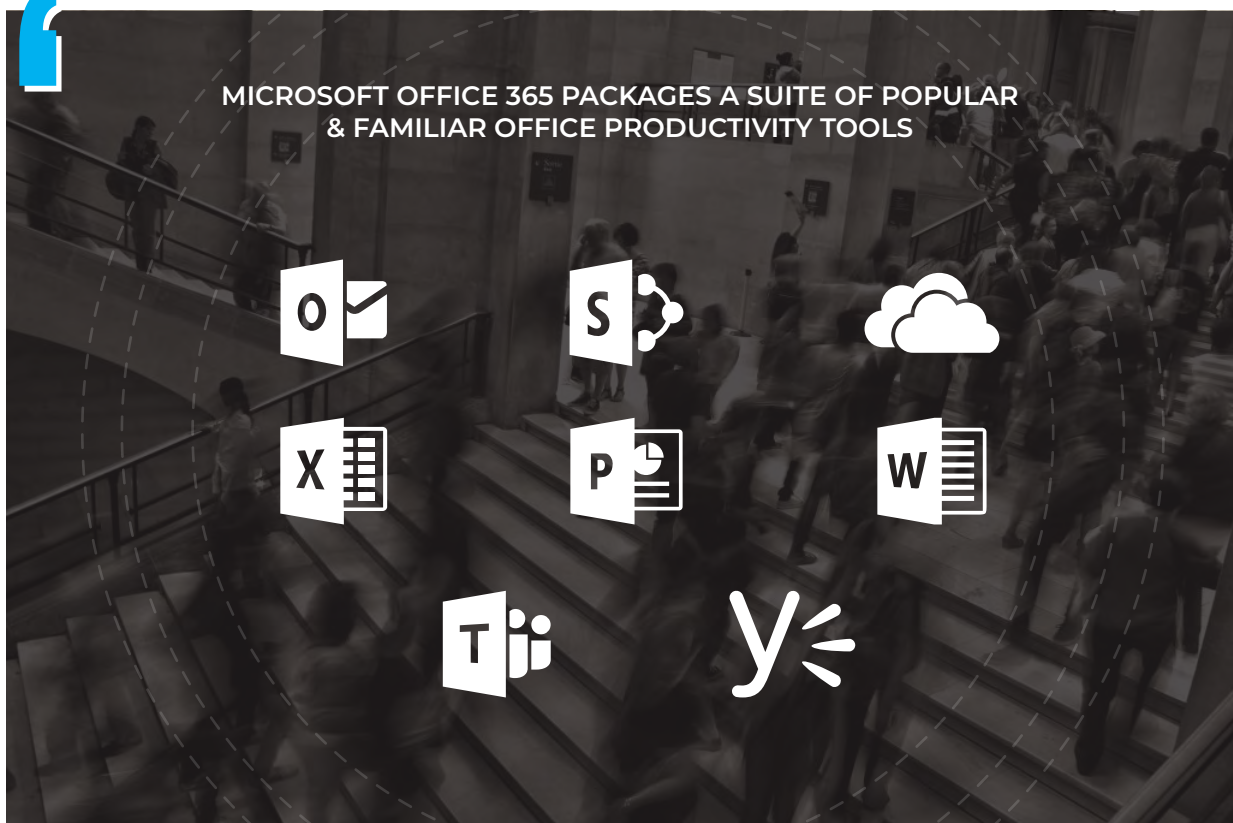 MICROSOFT OFFICE 365 PACKAGES A SUITE OF POPULAR
& FAMILIAR OFFICE PRODUCTIVITY TOOLS
O
S
X
P
W
T
y